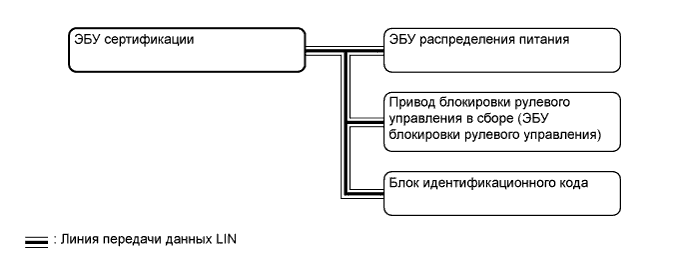 ЭБУ сертификации
ЭБУ распределения питания
Привод блокировки рулевого
управления в сборе (ЭБУ
блокировки рулевого управления)
Блок идентификационного кода
: Линия передачи данных LIN